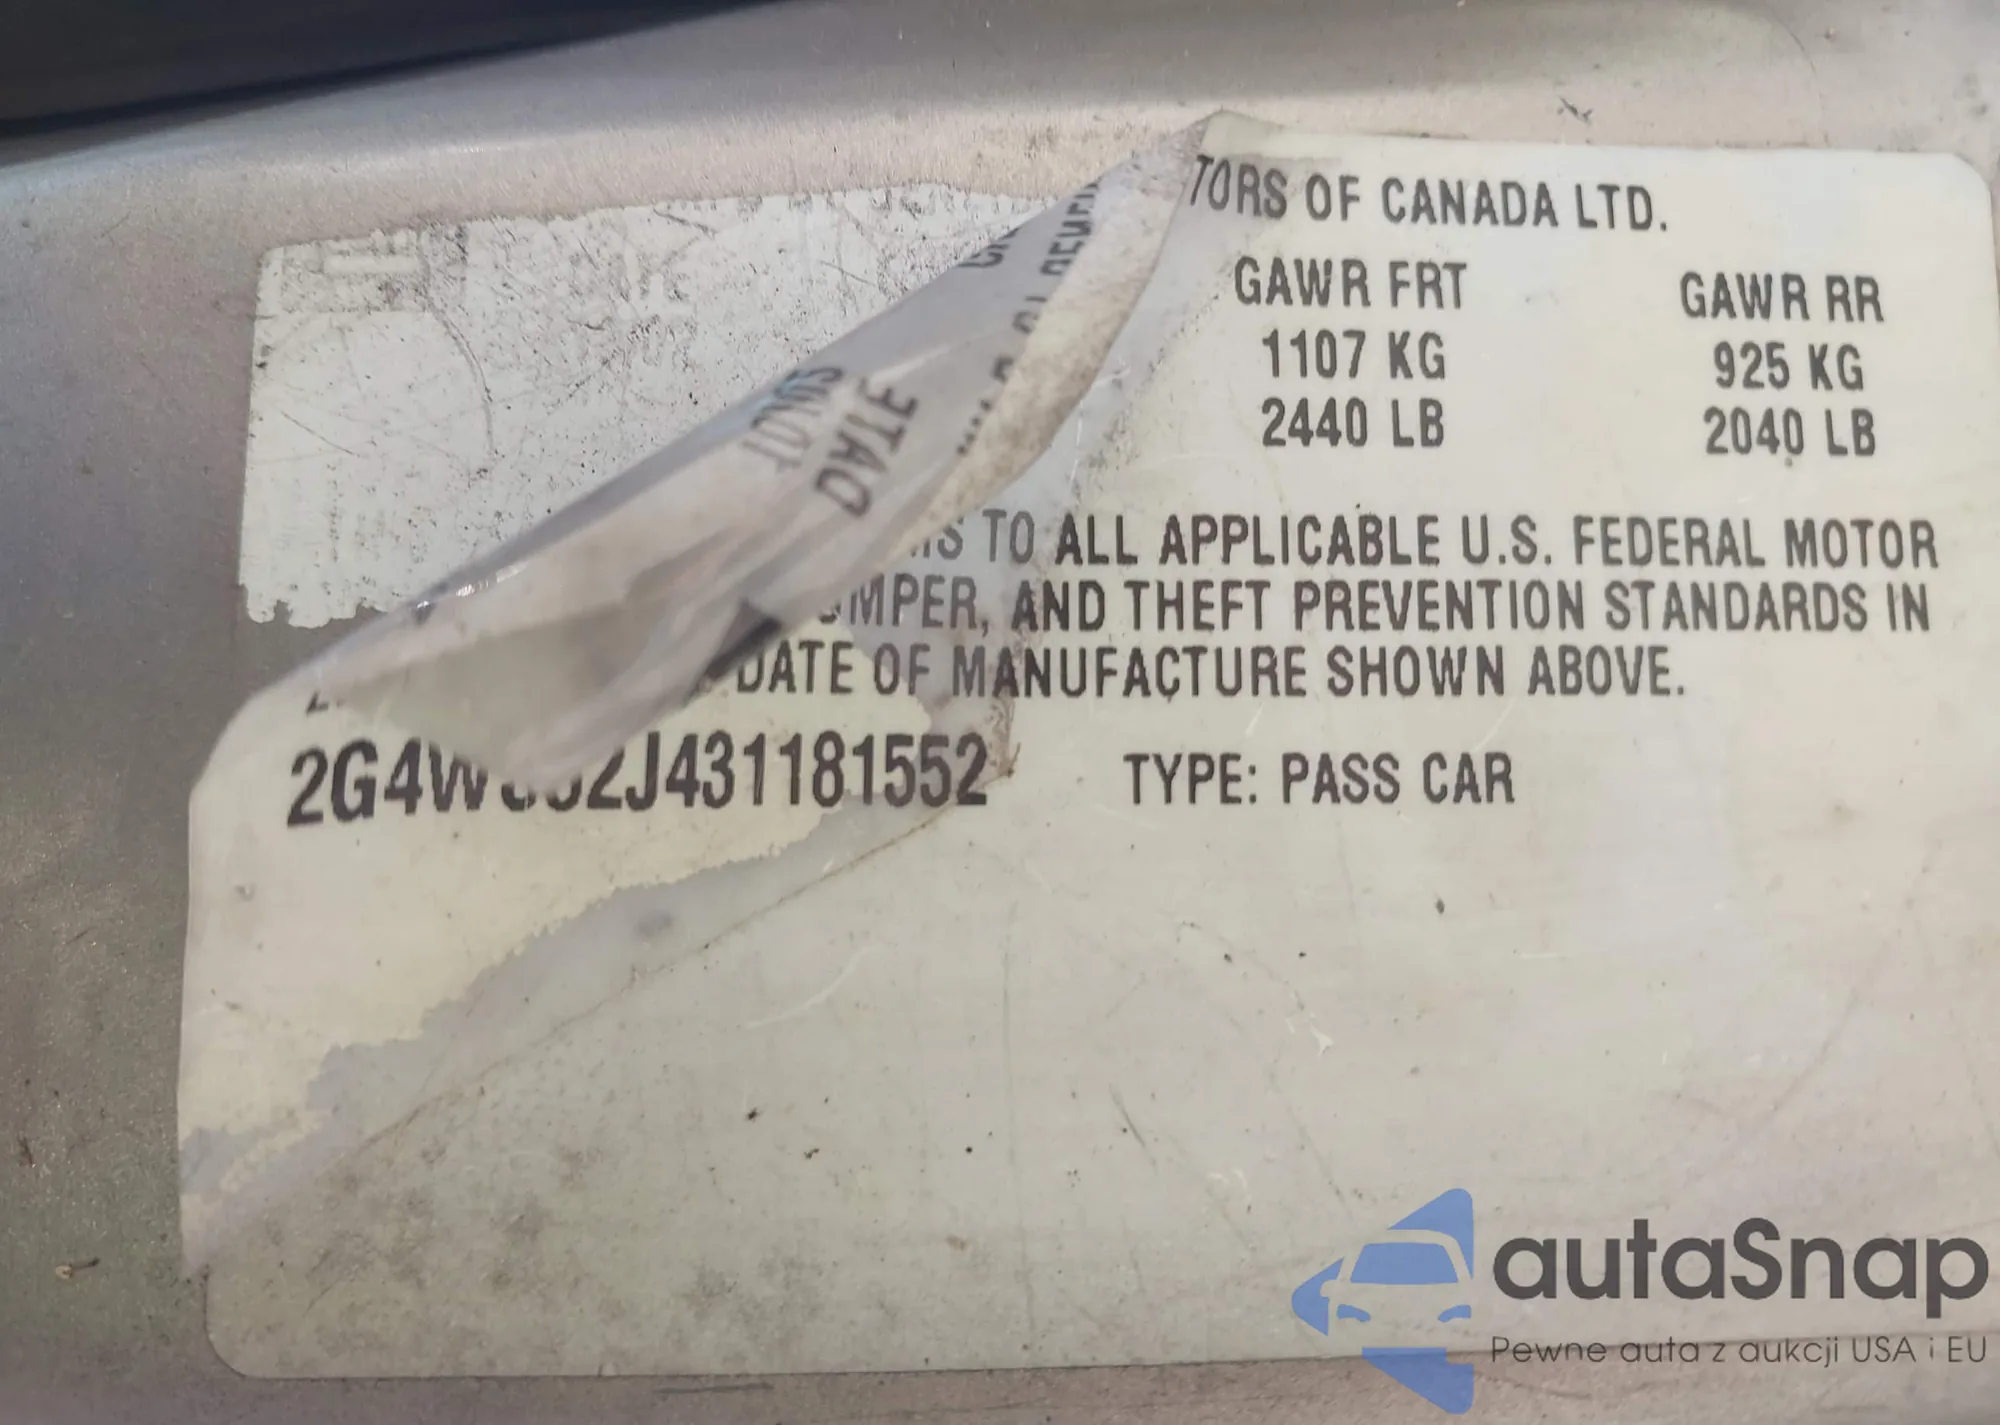 TORS OF CANADA LTD.
GAWR FRT GAWR RR
1107 KG 925 KG
2440 LB 2040 LB
DATE
TO ALL APPLICABLE U.S. FEDERAL MOTOR
UMPER, AND THEFT PREVENTION STANDARDS IN
DATE OF MANUFACTURE SHOWN ABOVE.
TYPE: PASS CAR
autaSnap
Pewne auta z aukcji USA i EU